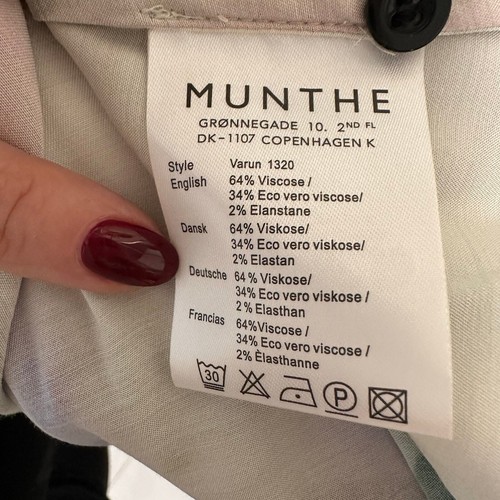 MUNTHE
GRØNNEGADE 10. 2ND FL
DK-1107 COPENHAGEN K
Style Varun 1320
English 64% Viscose /
34% Eco vero viscose/
2% Elanstane
Dansk 64% Viskose/
34% Eco vero viskose/
2% Elastan
Deutsche 64 % Viskose/
34% Eco vero viskose /
2 % Elasthan
Francias 64%Viscose /
34% Eco vero viscose /
2% Èlasthanne
30
P